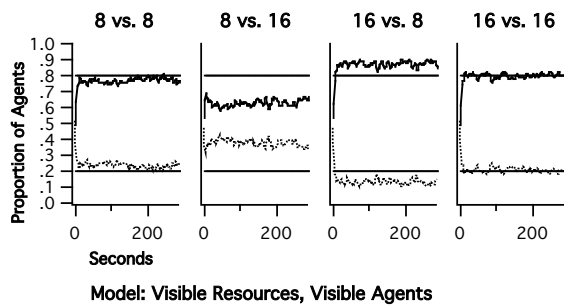 8 vs. 8 8 vs. 16 16 vs. 8 16 vs. 16
Proportion of Agents
1.0
.9
.8
.7
.6
.5
.4
.3
.2
.1
.0
0 200 0 200 0 200 0 200
Seconds
Model: Visible Resources, Visible Agents